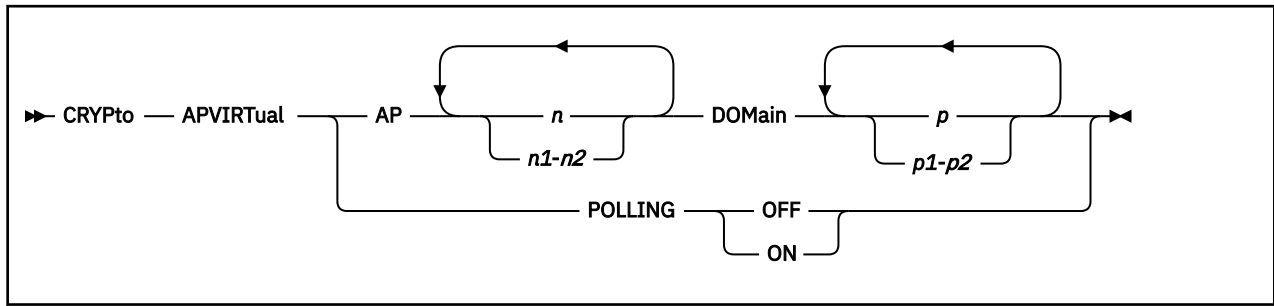 CRYPto APVIRTual AP n DOMain p
n1-n2 p1-p2
POLLING OFF
ON